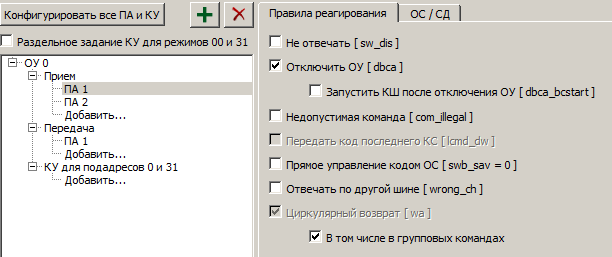 Конфигурировать все ПА и КУ
Раздельное задание КУ для режимов 00 и 31
ОУ 0
Прием
ПА 1
ПА 2
Добавить...
Передача
ПА 1
Добавить...
КУ для подадресов 0 и 31
Добавить...
Правила реагирования
ОС / СД
Не отвечать [ sw_dis ]
Отключить ОУ [ dbca ]
Запустить КШ после отключения ОУ [ dbca_bcstart ]
Недопустимая команда [ com_illegal ]
Передать код последнего КС [ lcmd_dw ]
Прямое управление кодом ОС [ swb_sav = 0 ]
Отвечать по другой шине [ wrong_ch ]
Циркулярный возврат [ wa ]
В том числе в групповых командах